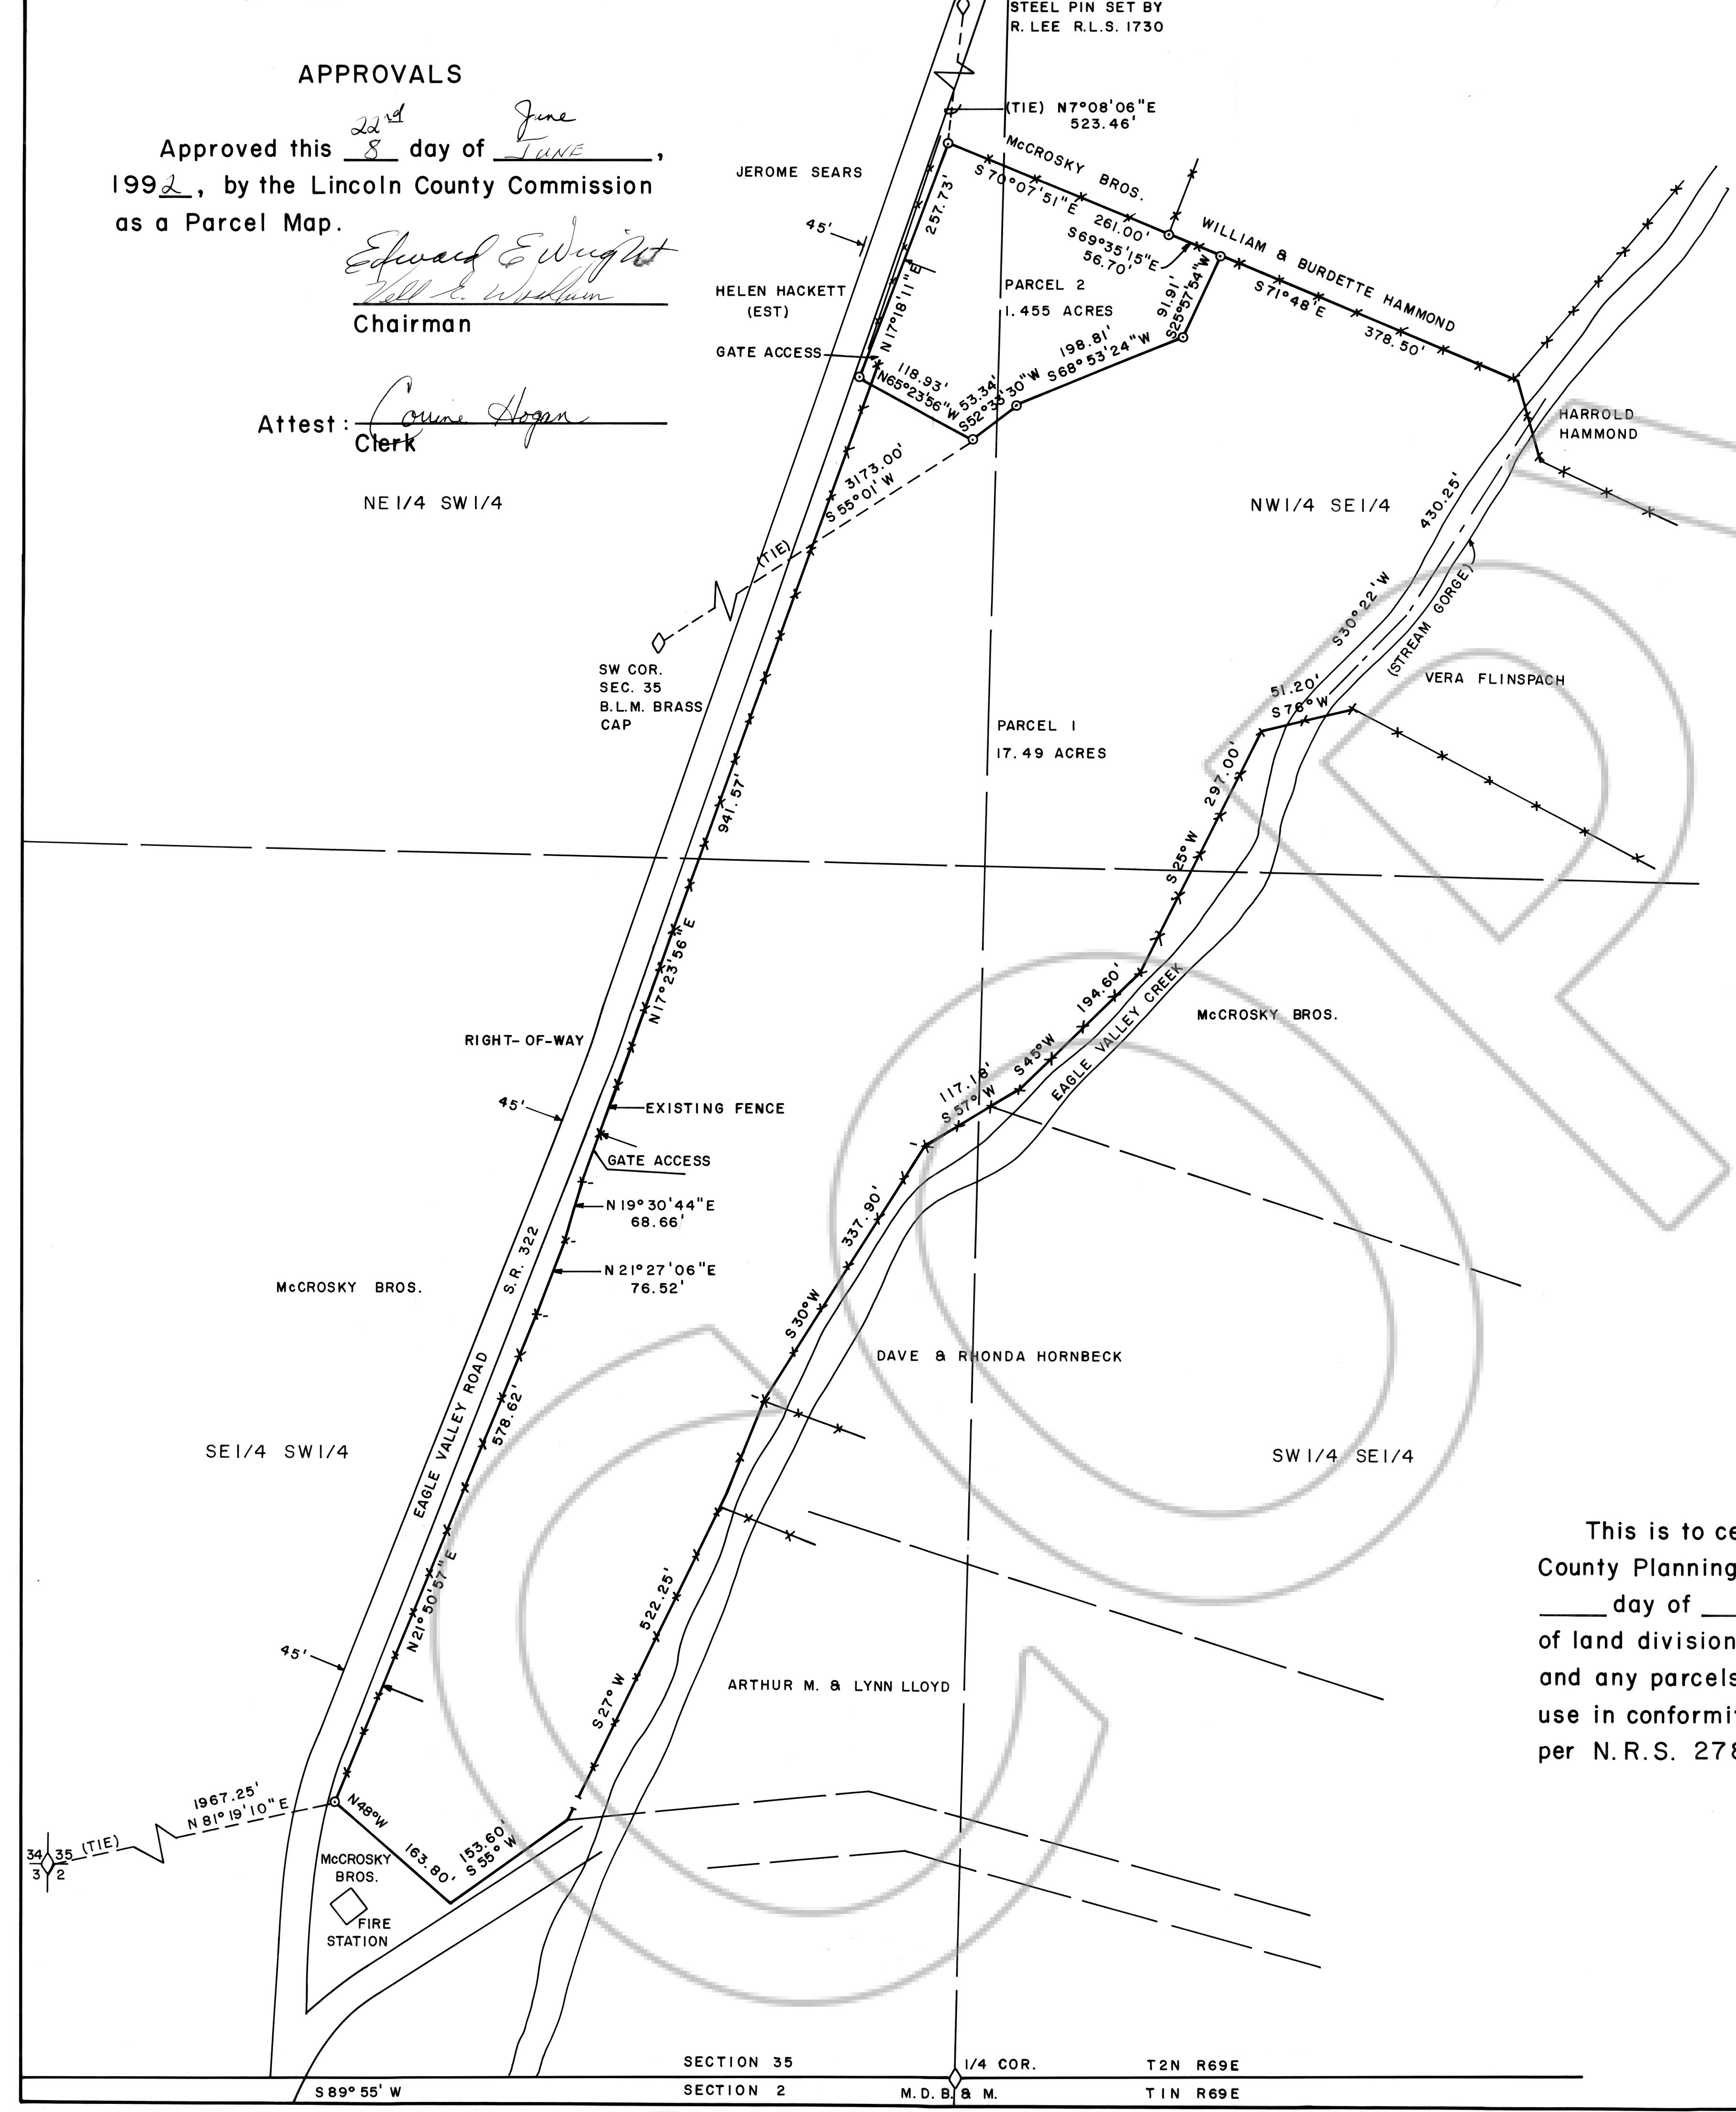 STEEL PIN SET BY
R. LEE R.L.S. 1730
APPROVALS
22nd June
Approved this 8 day of JUNE ,
1992, by the Lincoln County Commission
as a Parcel Map.
Edward E Wright
Chairman
Attest: Corrine Hogan
Clerk
(TIE) N7°08'06"E
523.46'
JEROME SEARS
McCROSKY BROS.
S70°07'51"E 261.00'
S69°35'15"E
56.70'
WILLIAM & BURDETTE HAMMOND
S71°48'E 378.50'
45'
257.73'
N17°18'11"E
HELEN HACKETT
(EST)
GATE ACCESS
PARCEL 2
1.455 ACRES
91.91'
S25°57'54"W
198.81'
S68°53'24"W
53.34'
S52°33'30"W
118.93'
N65°23'56"W
HARROLD
HAMMOND
NE1/4 SW1/4
3173.00'
S55°01'W
(TIE)
NW1/4 SE1/4
430.25'
S30°22'W
(STREAM GORGE)
SW COR.
SEC. 35
B.L.M. BRASS
CAP
VERA FLINSPACH
51.20'
S76°W
PARCEL 1
17.49 ACRES
297.00'
S25°W
941.57'
N17°23'56"E
194.60'
S45°W
EAGLE VALLEY CREEK
McCROSKY BROS.
RIGHT-OF-WAY
117.18'
S57°W
45'
EXISTING FENCE
GATE ACCESS
N19°30'44"E
68.66'
N21°27'06"E
76.52'
337.90'
S30°W
McCROSKY BROS.
S.R. 322
EAGLE VALLEY ROAD
DAVE & RHONDA HORNBECK
578.62'
N21°50'57"E
SE1/4 SW1/4
SW1/4 SE1/4
522.25'
S27°W
45'
ARTHUR M. & LYNN LLOYD
This is to ce
County Planning
day of
of land division
and any parcels
use in conformit
per N.R.S. 278
1967.25'
N81°19'10"E
(TIE)
34 35
3 2
N48°W
163.80'
153.60'
S55°W
McCROSKY
BROS.
FIRE
STATION
SECTION 35
1/4 COR.
T2N R69E
S89°55'W
SECTION 2
M.D.B. & M.
T1N R69E
COP